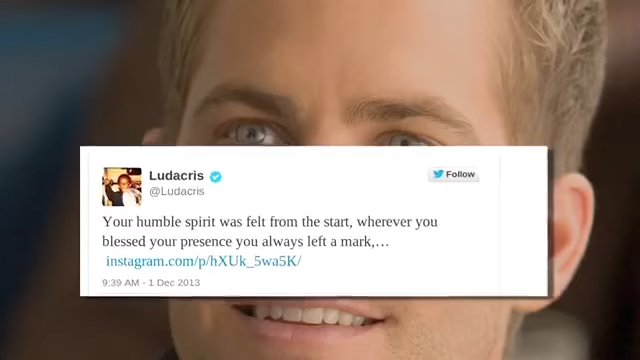 Ludacris
@Ludacris
Follow
Your humble spirit was felt from the start, wherever you
blessed your presence you always left a mark,…
instagram.com/p/hXUk_5wa5K/
9:39 AM - 1 Dec 2013